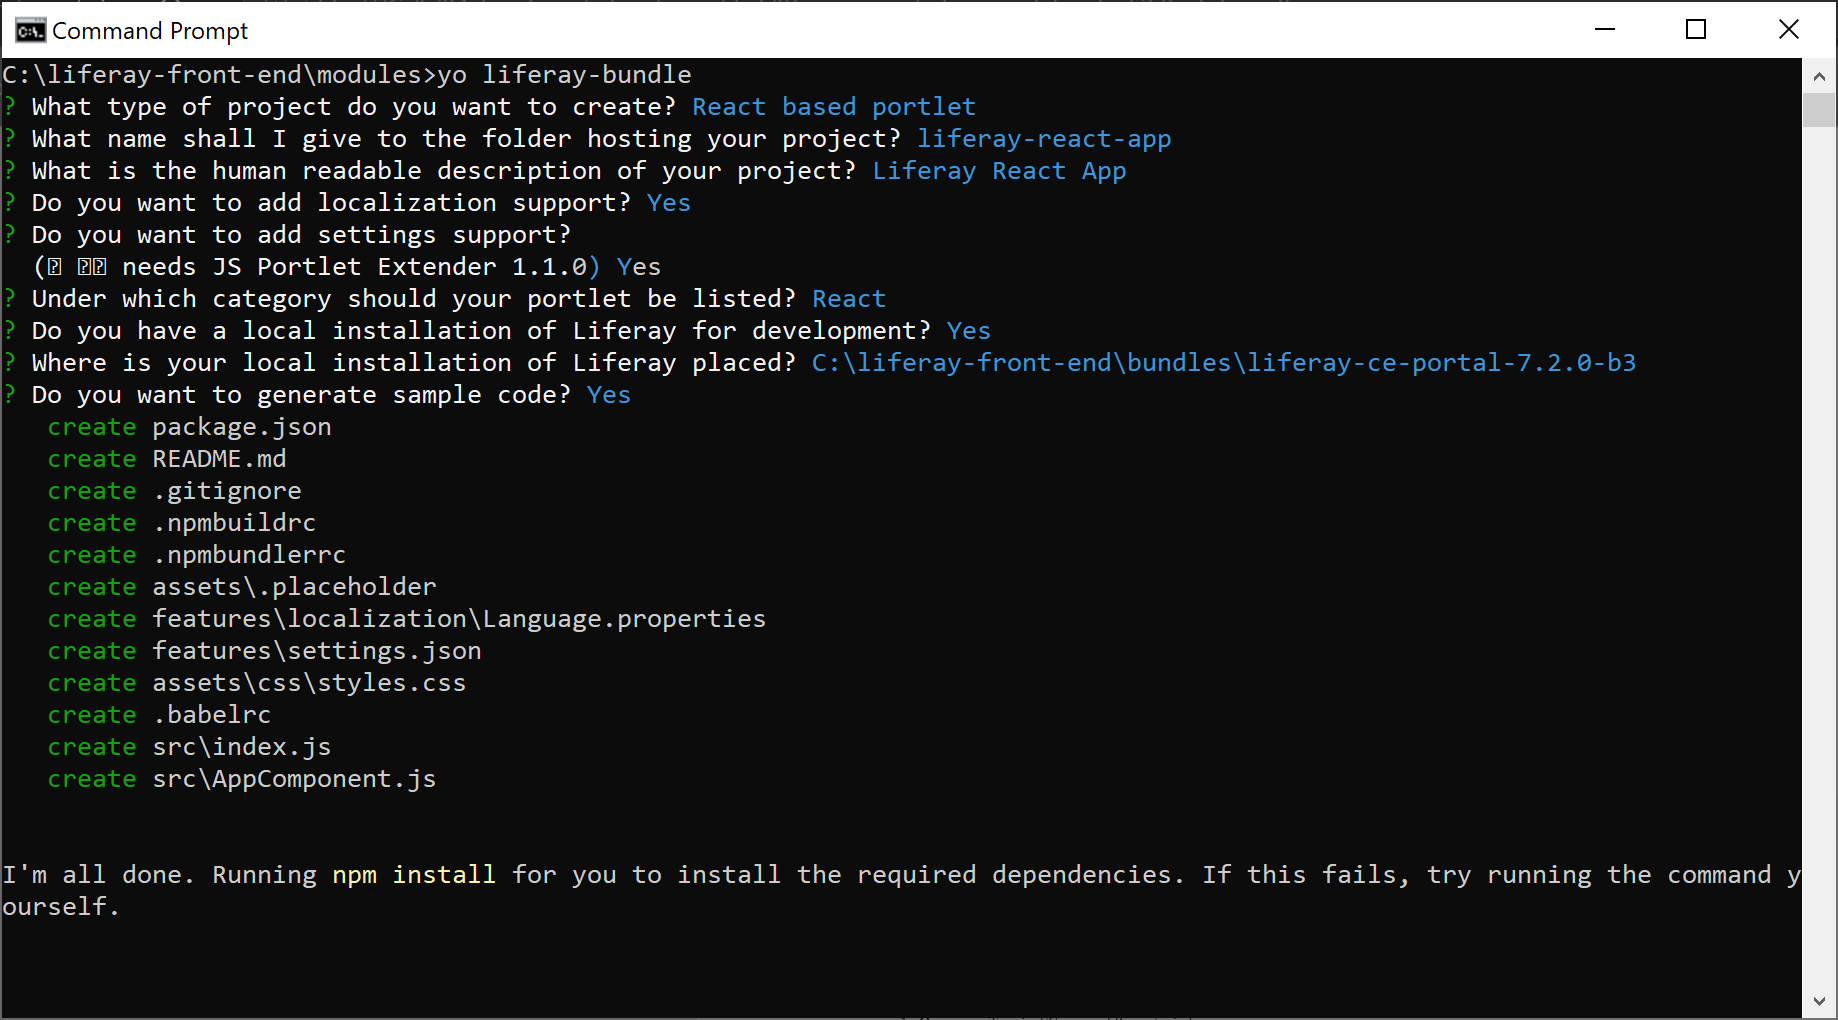 Command Prompt
C:\liferay-front-end\modules>yo liferay-bundle
? What type of project do you want to create? React based portlet
? What name shall I give to the folder hosting your project? liferay-react-app
? What is the human readable description of your project? Liferay React App
? Do you want to add localization support? Yes
? Do you want to add settings support?
(needs JS Portlet Extender 1.1.0) Yes
? Under which category should your portlet be listed? React
? Do you have a local installation of Liferay for development? Yes
? Where is your local installation of Liferay placed? C:\liferay-front-end\bundles\liferay-ce-portal-7.2.0-b3
? Do you want to generate sample code? Yes
create package.json
create README.md
create .gitignore
create .npmbuildrc
create .npmbundlerrc
create assets\.placeholder
create features\localization\Language.properties
create features\settings.json
create assets\css\styles.css
create .babelrc
create src\index.js
create src\AppComponent.js
I'm all done. Running npm install for you to install the required dependencies. If this fails, try running the command y
ourself.